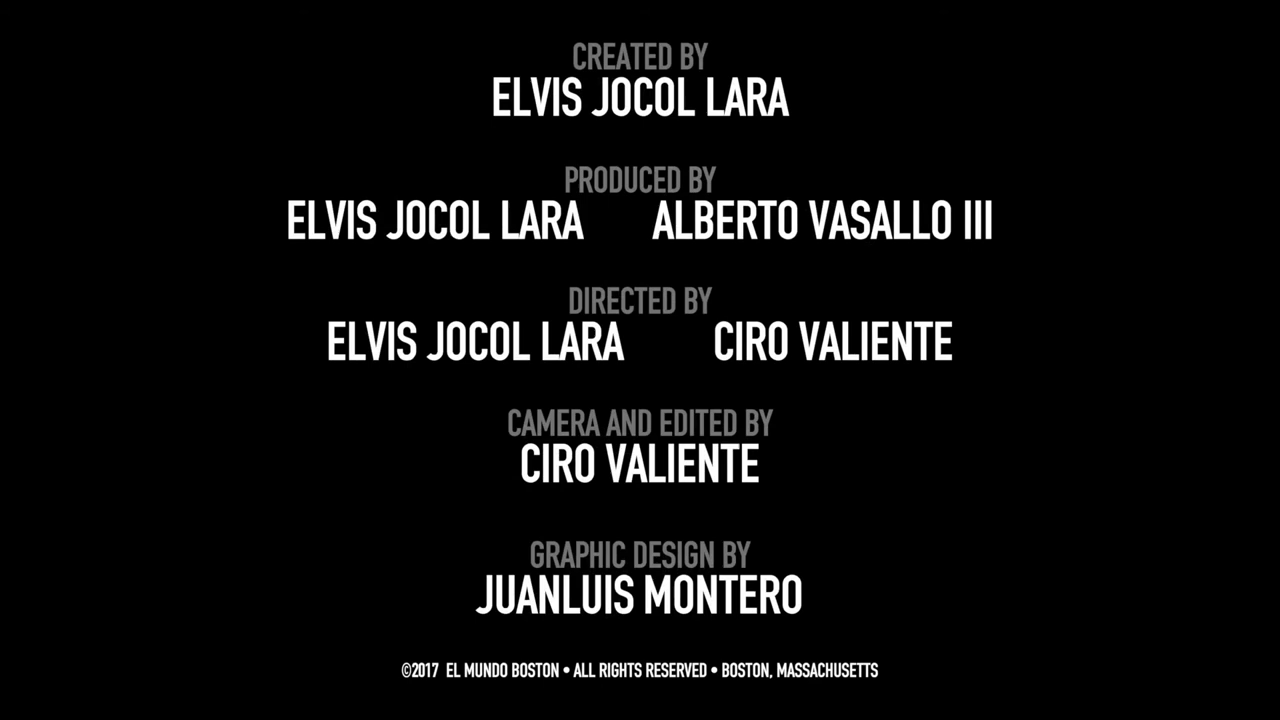 CREATED BY
ELVIS JOCOL LARA
PRODUCED BY
ELVIS JOCOL LARA ALBERTO VASALLO III
DIRECTED BY
ELVIS JOCOL LARA CIRO VALIENTE
CAMERA AND EDITED BY
CIRO VALIENTE
GRAPHIC DESIGN BY
JUANLUIS MONTERO
©2017 EL MUNDO BOSTON • ALL RIGHTS RESERVED • BOSTON, MASSACHUSETTS